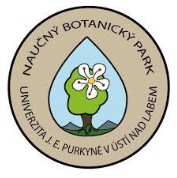 NAUČNÝ BOTANICKÝ PARK
UNIVERZITA J. E. PURKYNĚ V ÚSTÍ NAD LABEM